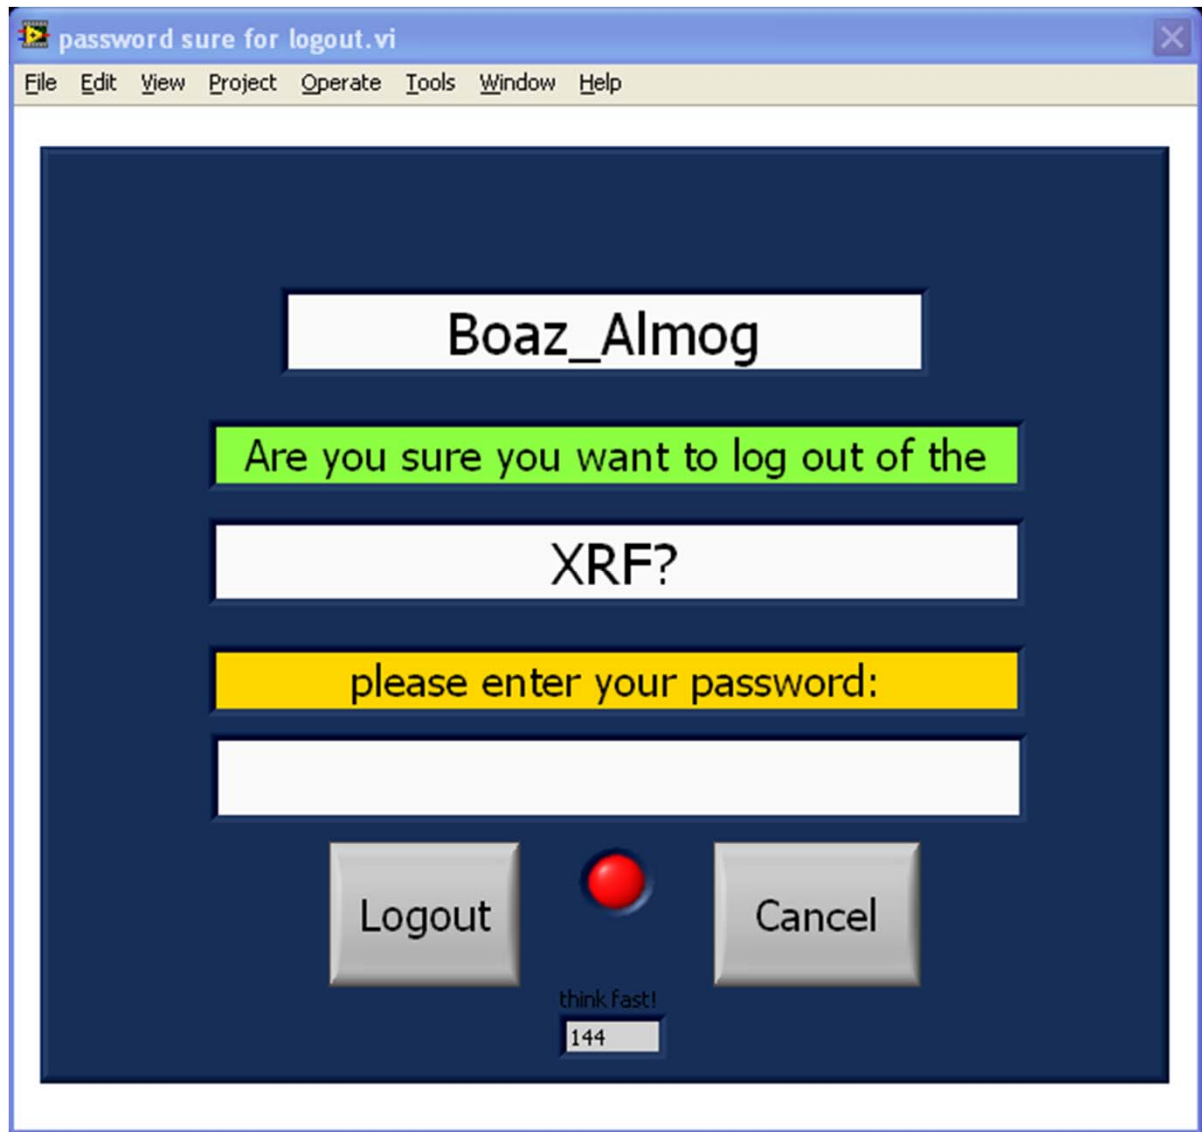 password sure for logout.vi
File Edit View Project Operate Tools Window Help
Boaz_Almog
Are you sure you want to log out of the
XRF?
please enter your password:
Logout
Cancel
think fast!
144